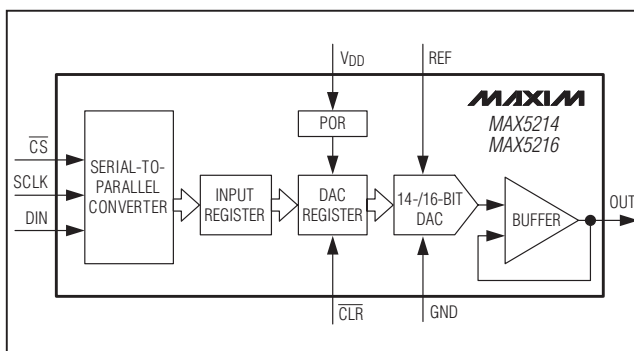 VDD
REF
MAXIM
MAX5214
MAX5216
POR
CS
SCLK
DIN
SERIAL-TO-
PARALLEL
CONVERTER
INPUT
REGISTER
DAC
REGISTER
14-/16-BIT
DAC
BUFFER
OUT
CLR
GND